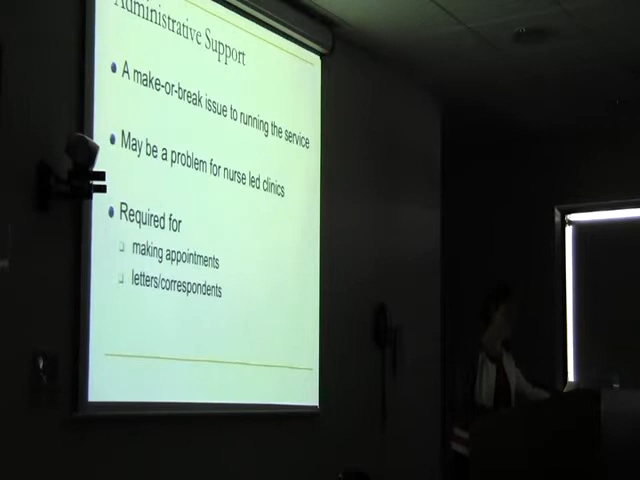 Administrative Support
A make-or-break issue to running the service
May be a problem for nurse led clinics
Required for
making appointments
letters/correspondents